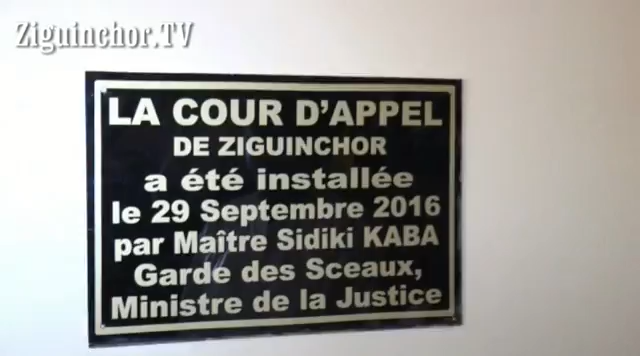 Ziguinchor.TV
LA COUR D'APPEL
DE ZIGUINCHOR
a été installée
le 29 Septembre 2016
par Maître Sidiki KABA
Garde des Sceaux,
Ministre de la Justice